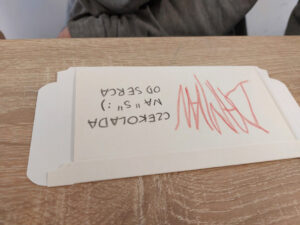 CZEKOLADA
NA "S" :)
OD SERCA